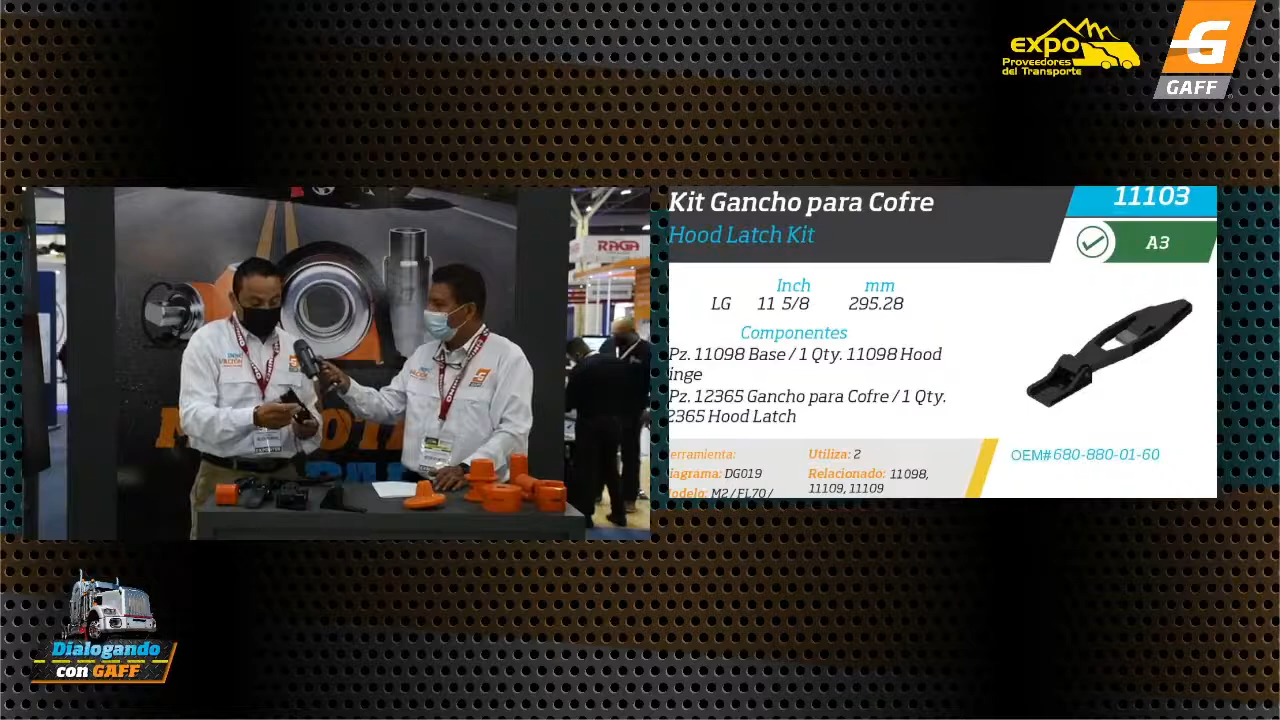 expo
Proveedores
del Transporte
GAFF
RAGA
Kit Gancho para Cofre
11103
Hood Latch Kit
A3
Inch mm
LG 11 5/8 295.28
Componentes
Pz. 11098 Base / 1 Qty. 11098 Hood
inge
Pz. 12365 Gancho para Cofre / 1 Qty.
2365 Hood Latch
erramienta:
Utiliza: 2
OEM# 680-880-01-60
iagrama: DG019
Relacionado: 11098,
11109, 11109
odelo: M2 / FL70 /
Dialogando
con GAFF